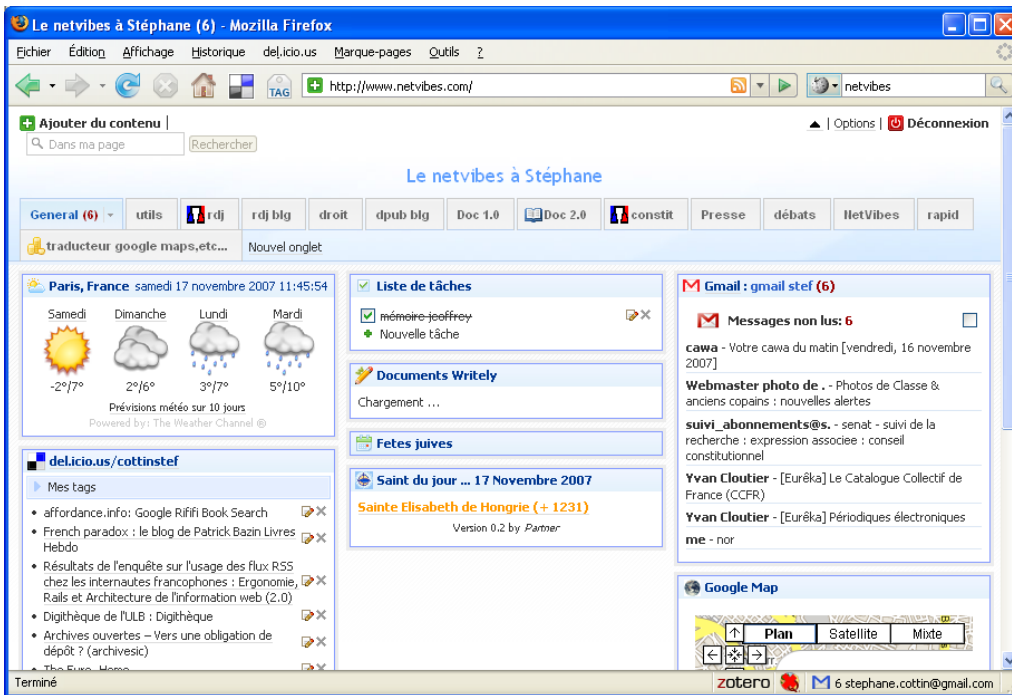 Le netvibes à Stéphane (6) - Mozilla Firefox
Fichier Édition Affichage Historique del.icio.us Marque-pages Outils ?
TAG http://www.netvibes.com/ netvibes
Ajouter du contenu | | Options | Déconnexion
Dans ma page Rechercher
Le netvibes à Stéphane
General (6) utils rdj rdj blg droit dpub blg Doc 1.0 Doc 2.0 constit Presse débats NetVibes rapid
traducteur google maps,etc... Nouvel onglet
Paris, France samedi 17 novembre 2007 11:45:54
Samedi Dimanche Lundi Mardi
-2°/7° 2°/6° 3°/7° 5°/10°
Prévisions météo sur 10 jours
Powered by: The Weather Channel ®
del.icio.us/cottinstef
Mes tags
affordance.info: Google Rififi Book Search
French paradox : le blog de Patrick Bazin Livres
Hebdo
Résultats de l'enquête sur l'usage des flux RSS
chez les internautes francophones : Ergonomie,
Rails et Architecture de l'information web (2.0)
Digithèque de l'ULB : Digithèque
Archives ouvertes – Vers une obligation de
dépôt ? (archivesic)
Liste de tâches
mémoire jeoffrey
Nouvelle tâche
Documents Writely
Chargement ...
Fetes juives
Saint du jour ... 17 Novembre 2007
Sainte Elisabeth de Hongrie (+ 1231)
Version 0.2 by Partner
Gmail : gmail stef (6)
Messages non lus: 6
cawa - Votre cawa du matin [vendredi, 16 novembre
2007]
Webmaster photo de . - Photos de Classe &
anciens copains : nouvelles alertes
suivi_abonnements@s. - senat - suivi de la
recherche : expression associee : conseil
constitutionnel
Yvan Cloutier - [Eurêka] Le Catalogue Collectif de
France (CCFR)
Yvan Cloutier - [Eurêka] Périodiques électroniques
me - nor
Google Map
Plan Satellite Mixte
Terminé zotero 6 stephane.cottin@gmail.com